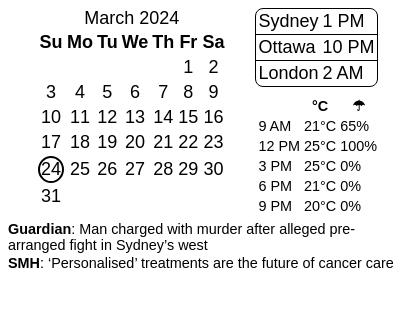 March 2024
Su Mo Tu We Th Fr Sa
1 2
3 4 5 6 7 8 9
10 11 12 13 14 15 16
17 18 19 20 21 22 23
24 25 26 27 28 29 30
31
Sydney 1 PM
Ottawa 10 PM
London 2 AM
°C ☂
9 AM 21°C 65%
12 PM 25°C 100%
3 PM 25°C 0%
6 PM 21°C 0%
9 PM 20°C 0%
Guardian: Man charged with murder after alleged pre-
arranged fight in Sydney’s west
SMH: ‘Personalised’ treatments are the future of cancer care